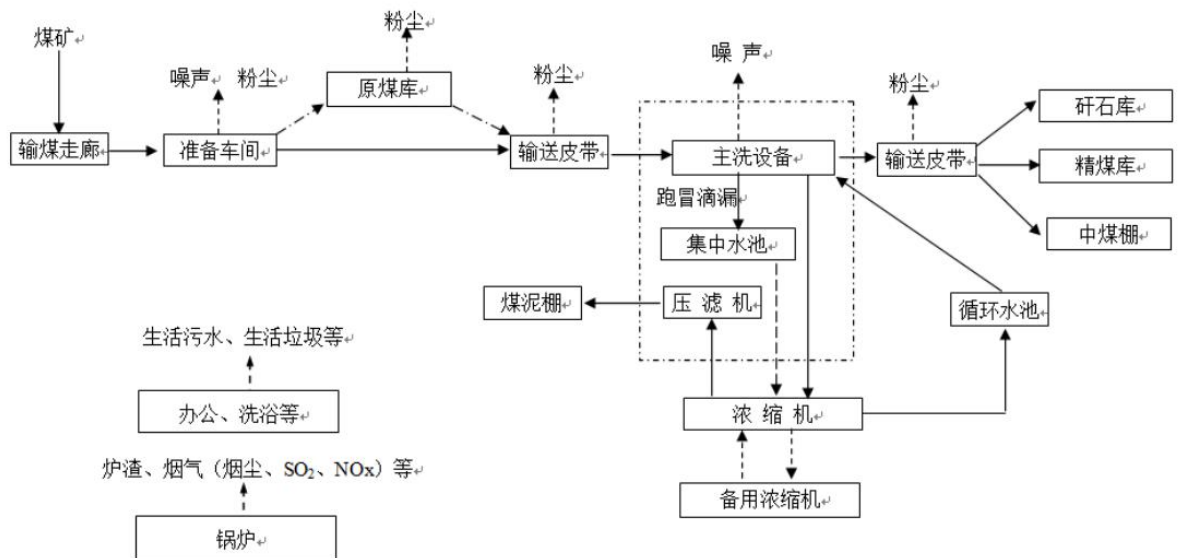 粉尘
煤矿
噪声 粉尘
原煤库
粉尘
噪 声
粉尘
矸石库
输煤走廊
准备车间
输送皮带
主洗设备
输送皮带
精煤库
跑冒滴漏
集中水池
中煤棚
煤泥棚
压 滤 机
循环水池
生活污水、生活垃圾等
办公、洗浴等
浓 缩 机
炉渣、烟气（烟尘、SO₂、NOx）等
备用浓缩机
锅炉